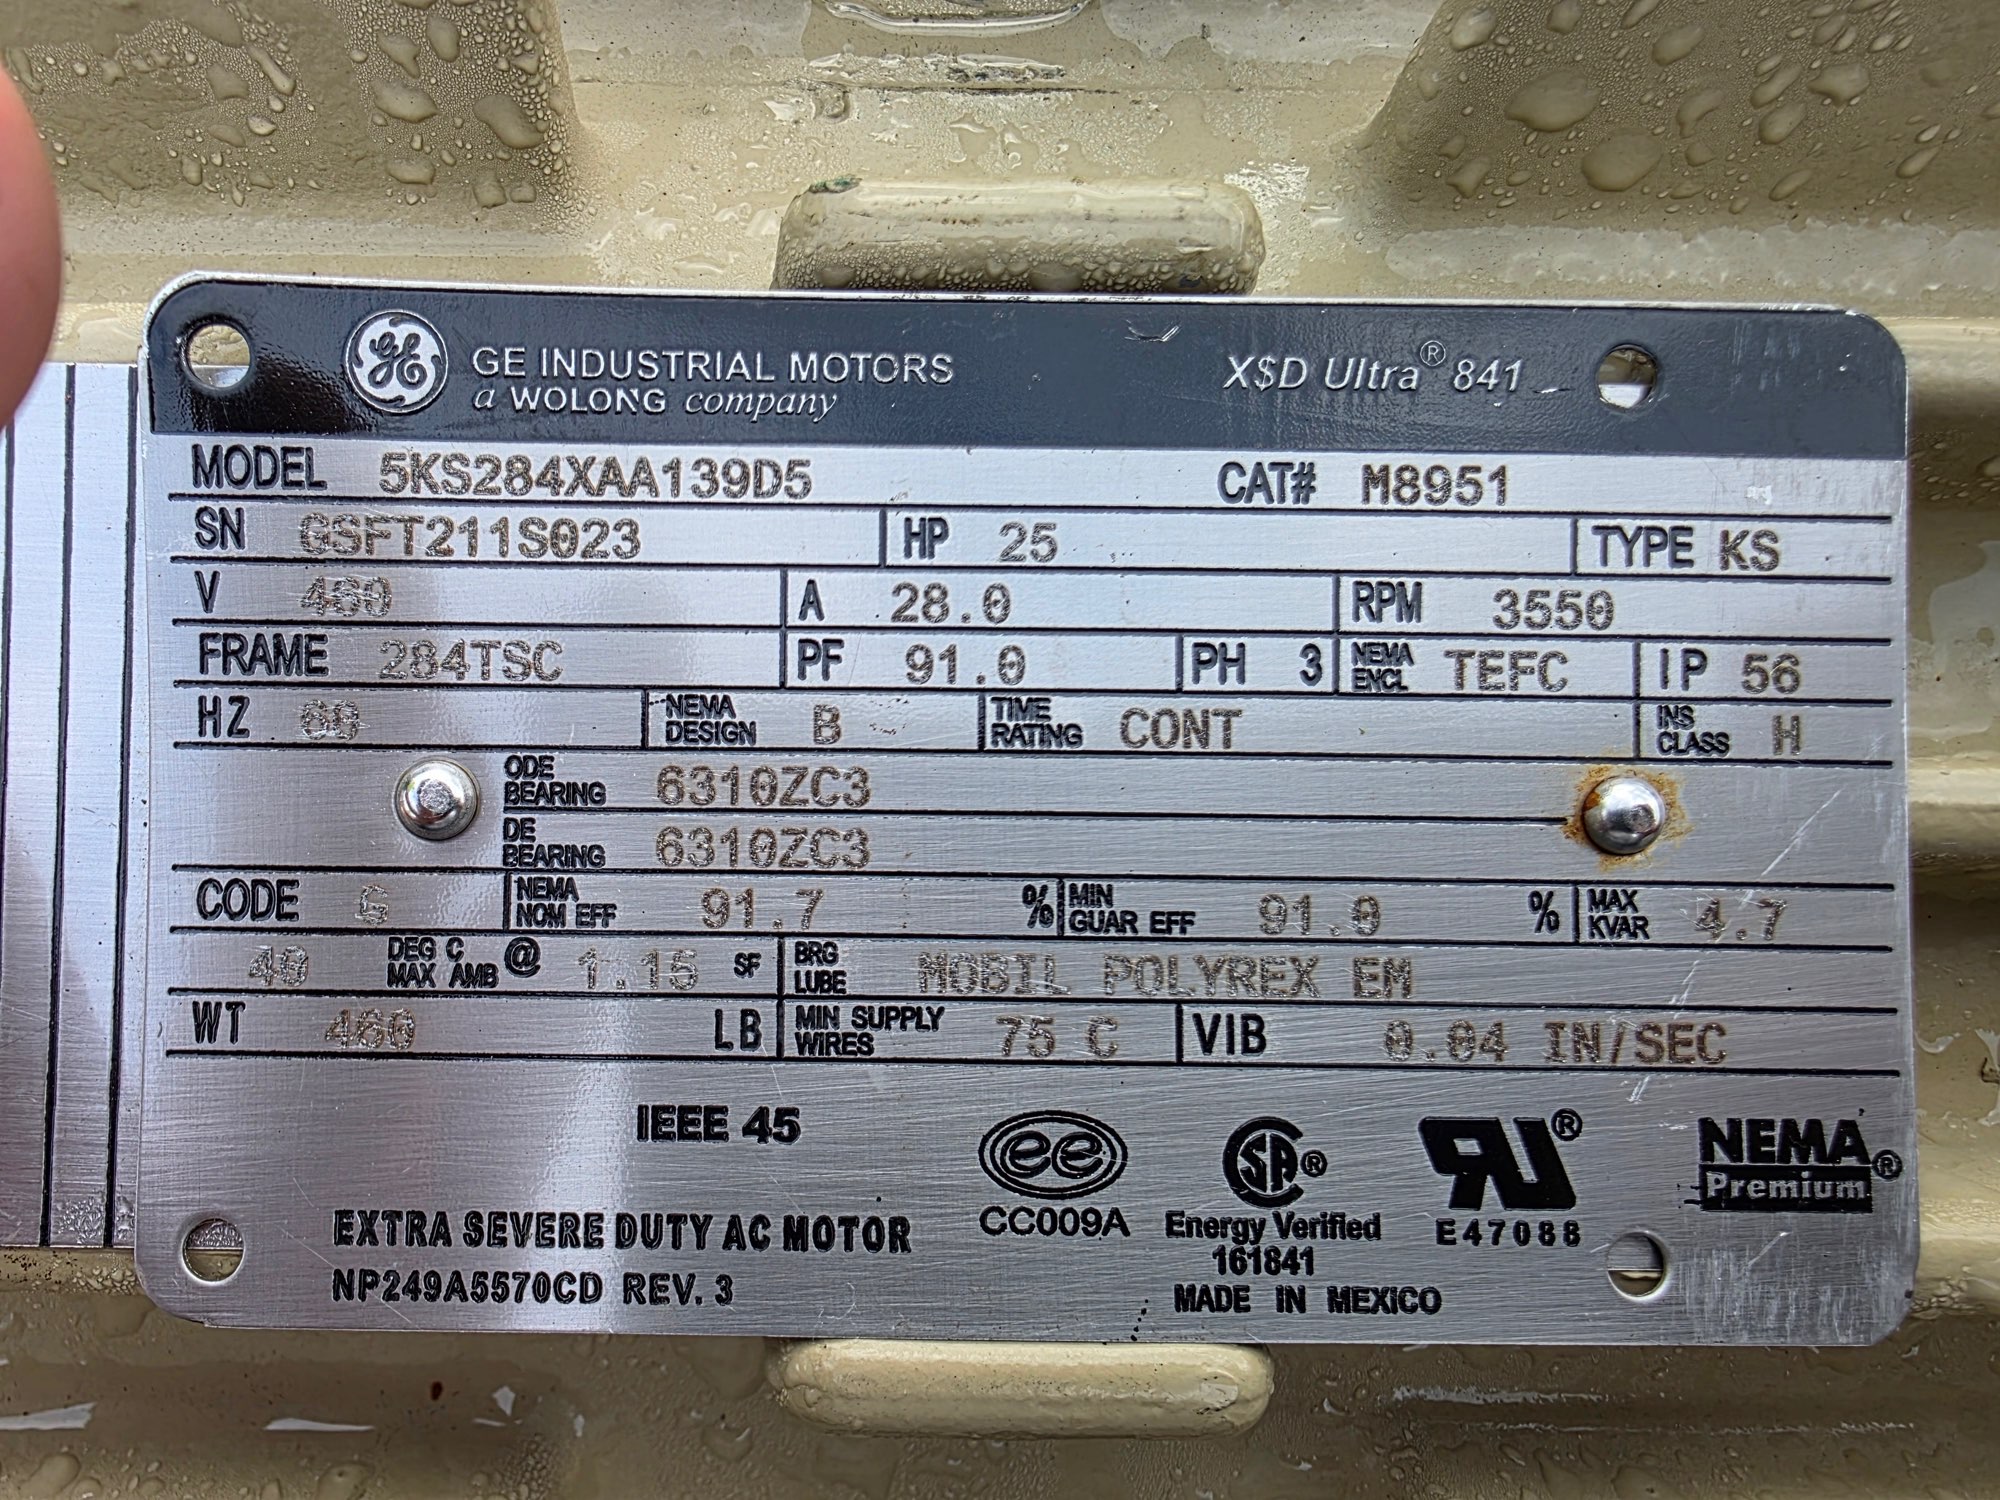 GE INDUSTRIAL MOTORS
a WOLONG company
X$D Ultra® 841
MODEL 5KS284XAA139D5 CAT# M8951
SN GSFT211S023 HP 25 TYPE KS
V 460 A 28.0 RPM 3550
FRAME 284TSC PF 91.0 PH 3 NEMA ENCL TEFC IP 56
HZ 60 NEMA DESIGN B TIME RATING CONT INS CLASS H
ODE BEARING 6310ZC3
DE BEARING 6310ZC3
CODE G NEMA NOM EFF 91.7 % MIN GUAR EFF 91.0 % MAX KVAR 4.7
40 DEG C MAX AMB @ 1.15 SF BRG LUBE MOBIL POLYREX EM
WT 460 LB MIN SUPPLY WIRES 75 C VIB 0.04 IN/SEC
IEEE 45
EXTRA SEVERE DUTY AC MOTOR
NP249A5570CD REV. 3
ee
CC009A
SA®
Energy Verified
161841
MADE IN MEXICO
RU®
E47088
NEMA®
Premium